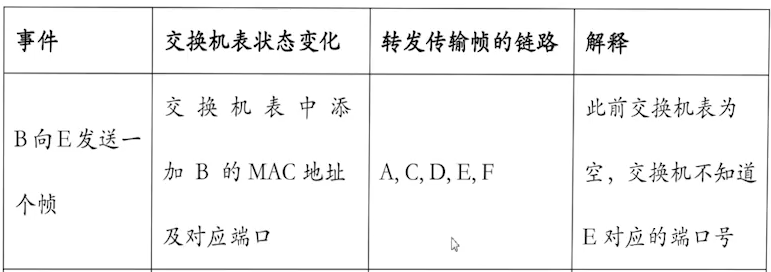 事件
交换机表状态变化
转发传输帧的链路
解释
B向E发送一
个帧
交换机表中添
加 B 的 MAC 地址
及对应端口
A, C, D, E, F
此前交换机表为
空，交换机不知道
E 对应的端口号